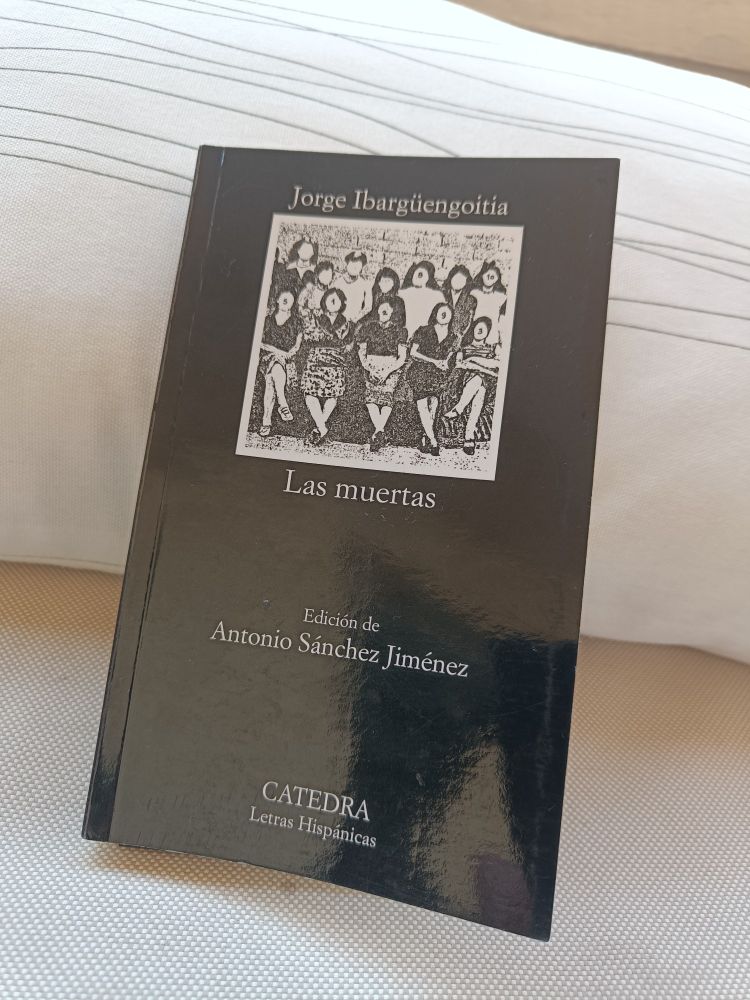 Jorge Ibargüengoitia
Las muertas
Edición de
Antonio Sánchez Jiménez
CATEDRA
Letras Hispánicas